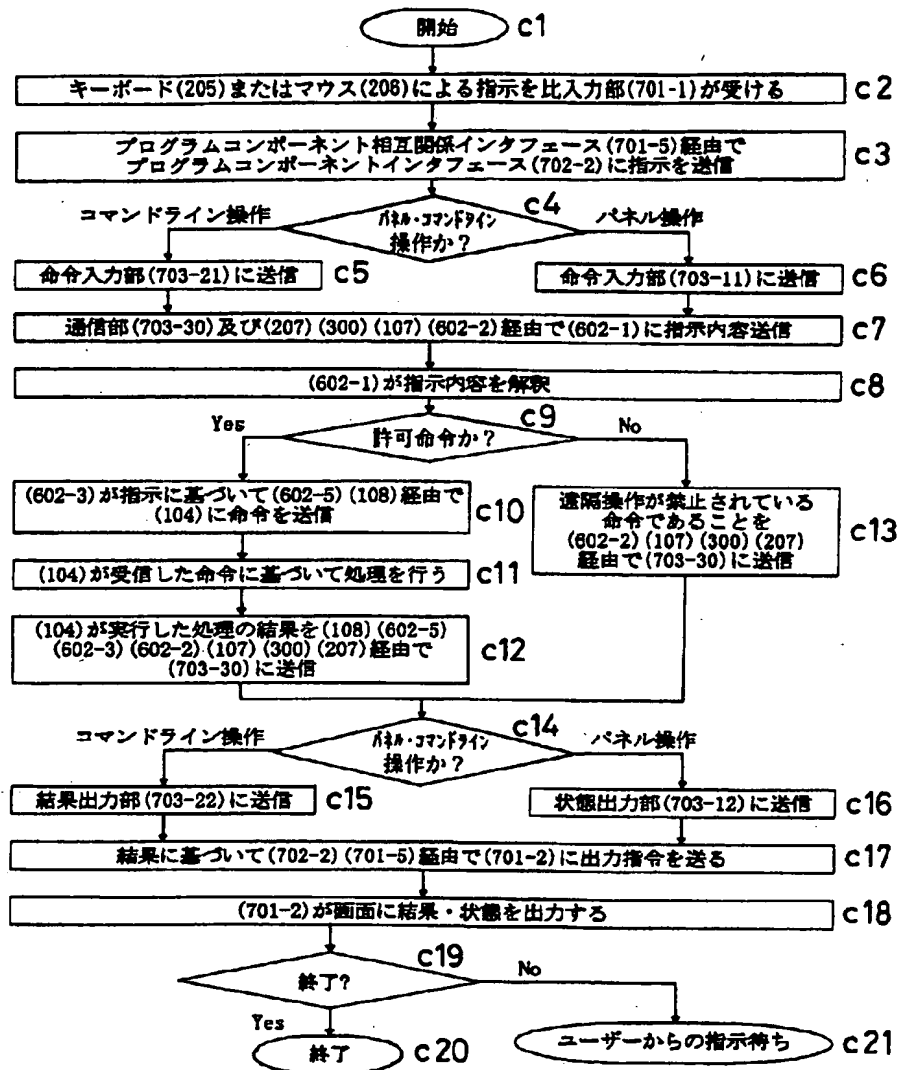 開始 c1
キーボード(205)またはマウス(208)による指示を比入力部(701-1)が受ける c2
プログラムコンポーネント相互関係インタフェース(701-5)経由で
プログラムコンポーネントインタフェース(702-2)に指示を送信 c3
c4
コマンドライン操作 パネル・コマンドライン パネル操作
操作か？
命令入力部(703-21)に送信 c5 命令入力部(703-11)に送信 c6
通信部(703-30)及び(207)(300)(107)(602-2)経由で(602-1)に指示内容送信 c7
(602-1)が指示内容を解釈 c8
c9
Yes 許可命令か？ No
(602-3)が指示に基づいて(602-5)(108)経由で
(104)に命令を送信 c10
遠隔操作が禁止されている
命令であることを
(602-2)(107)(300)(207)
経由で(703-30)に送信 c13
(104)が受信した命令に基づいて処理を行う c11
(104)が実行した処理の結果を(108)(602-5)
(602-3)(602-2)(107)(300)(207)経由で
(703-30)に送信 c12
c14
コマンドライン操作 パネル・コマンドライン パネル操作
操作か？
結果出力部(703-22)に送信 c15 状態出力部(703-12)に送信 c16
結果に基づいて(702-2)(701-5)経由で(701-2)に出力指令を送る c17
(701-2)が画面に結果・状態を出力する c18
c19
終了? No
Yes
終了 c20 ユーザーからの指示待ち c21